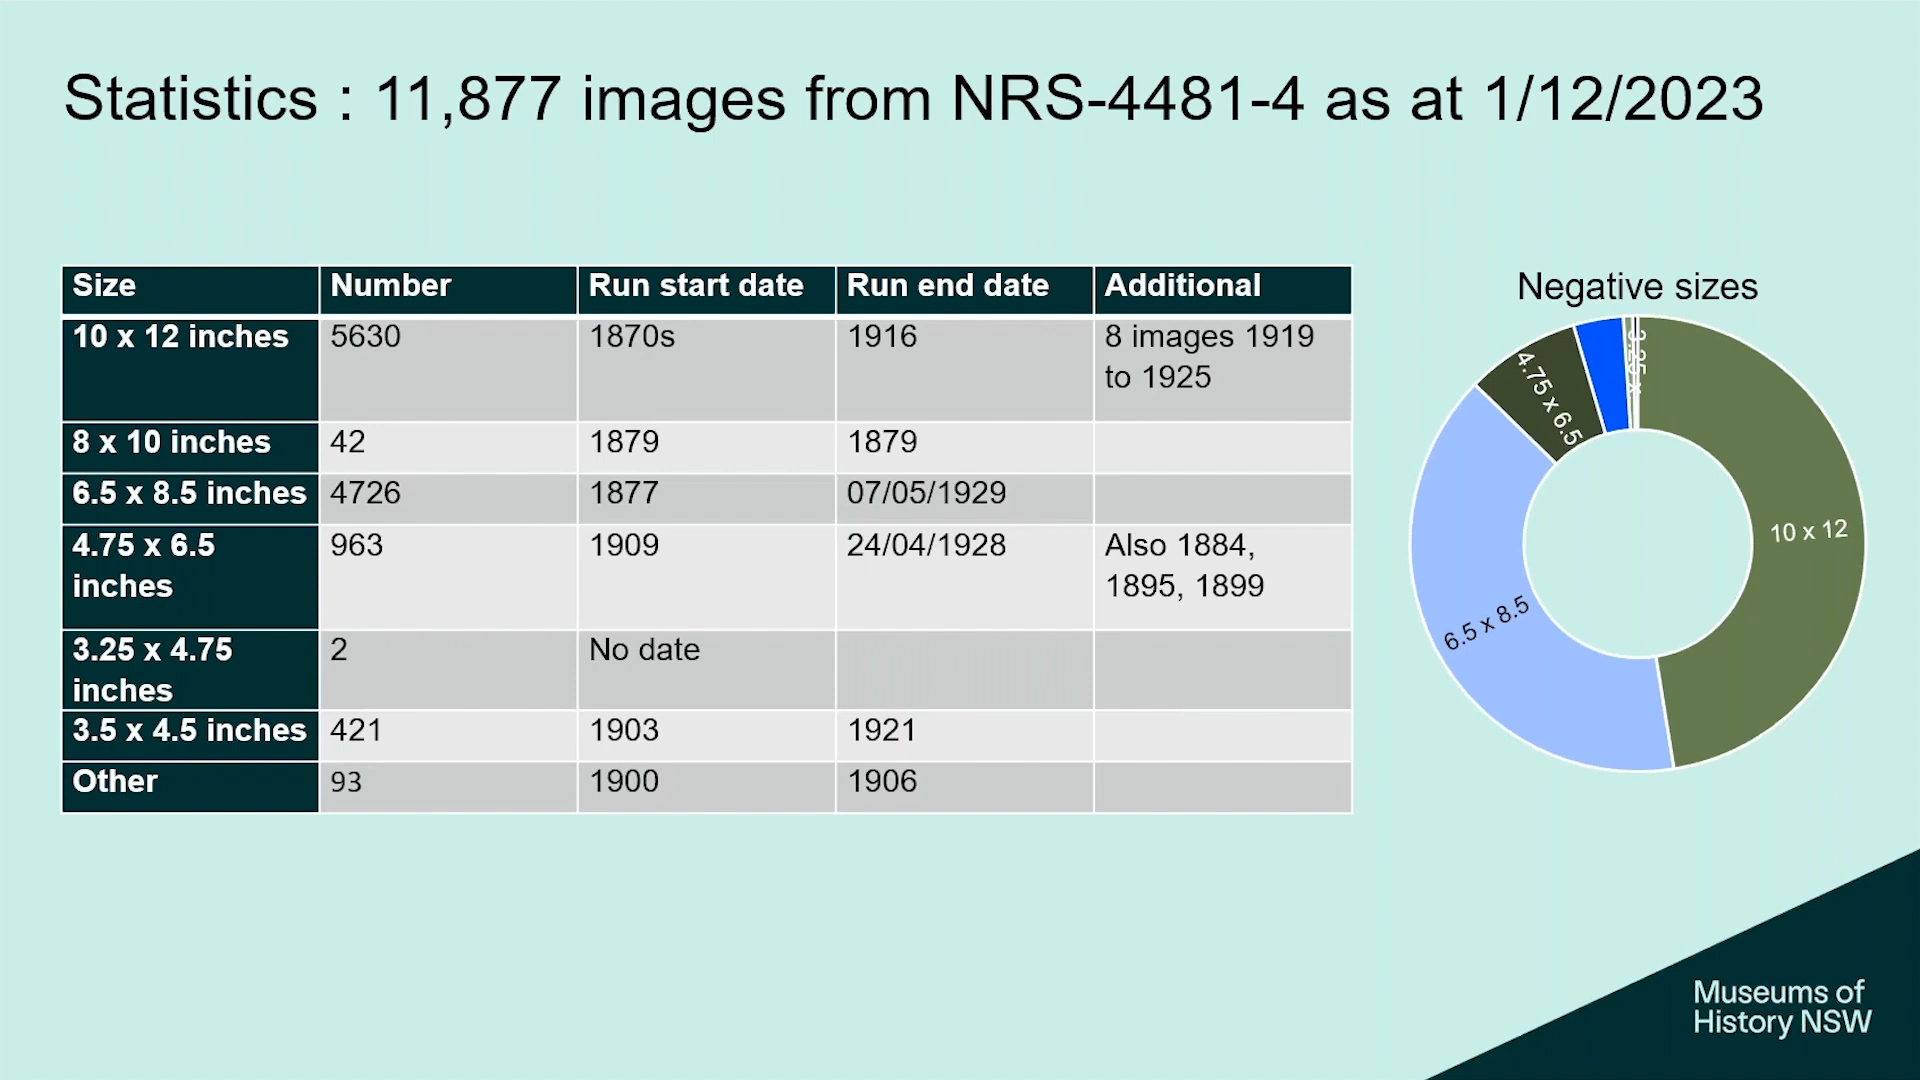 Statistics : 11,877 images from NRS-4481-4 as at 1/12/2023
Size Number Run start date Run end date Additional
10 x 12 inches 5630 1870s 1916 8 images 1919
to 1925
8 x 10 inches 42 1879 1879
6.5 x 8.5 inches 4726 1877 07/05/1929
4.75 x 6.5 963 1909 24/04/1928 Also 1884,
inches 1895, 1899
3.25 x 4.75 2 No date
inches
3.5 x 4.5 inches 421 1903 1921
Other 93 1900 1906
Negative sizes
4.75 x 6.5
10 x 12
6.5 x 8.5
Museums of
History NSW